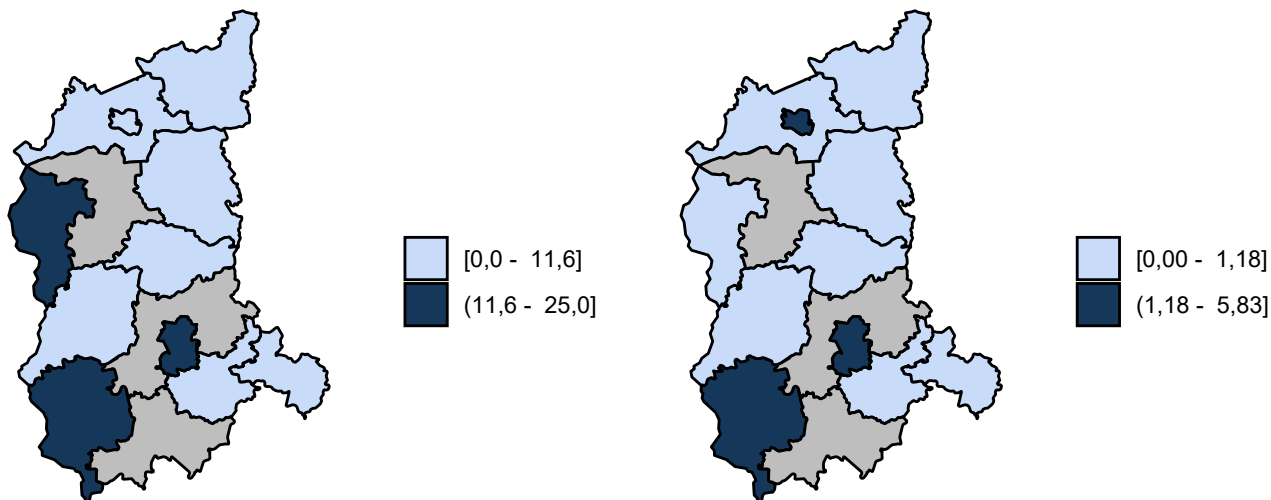 [0,0 -  11,6]
(11,6 -  25,0]
[0,00 -  1,18]
(1,18 -  5,83]